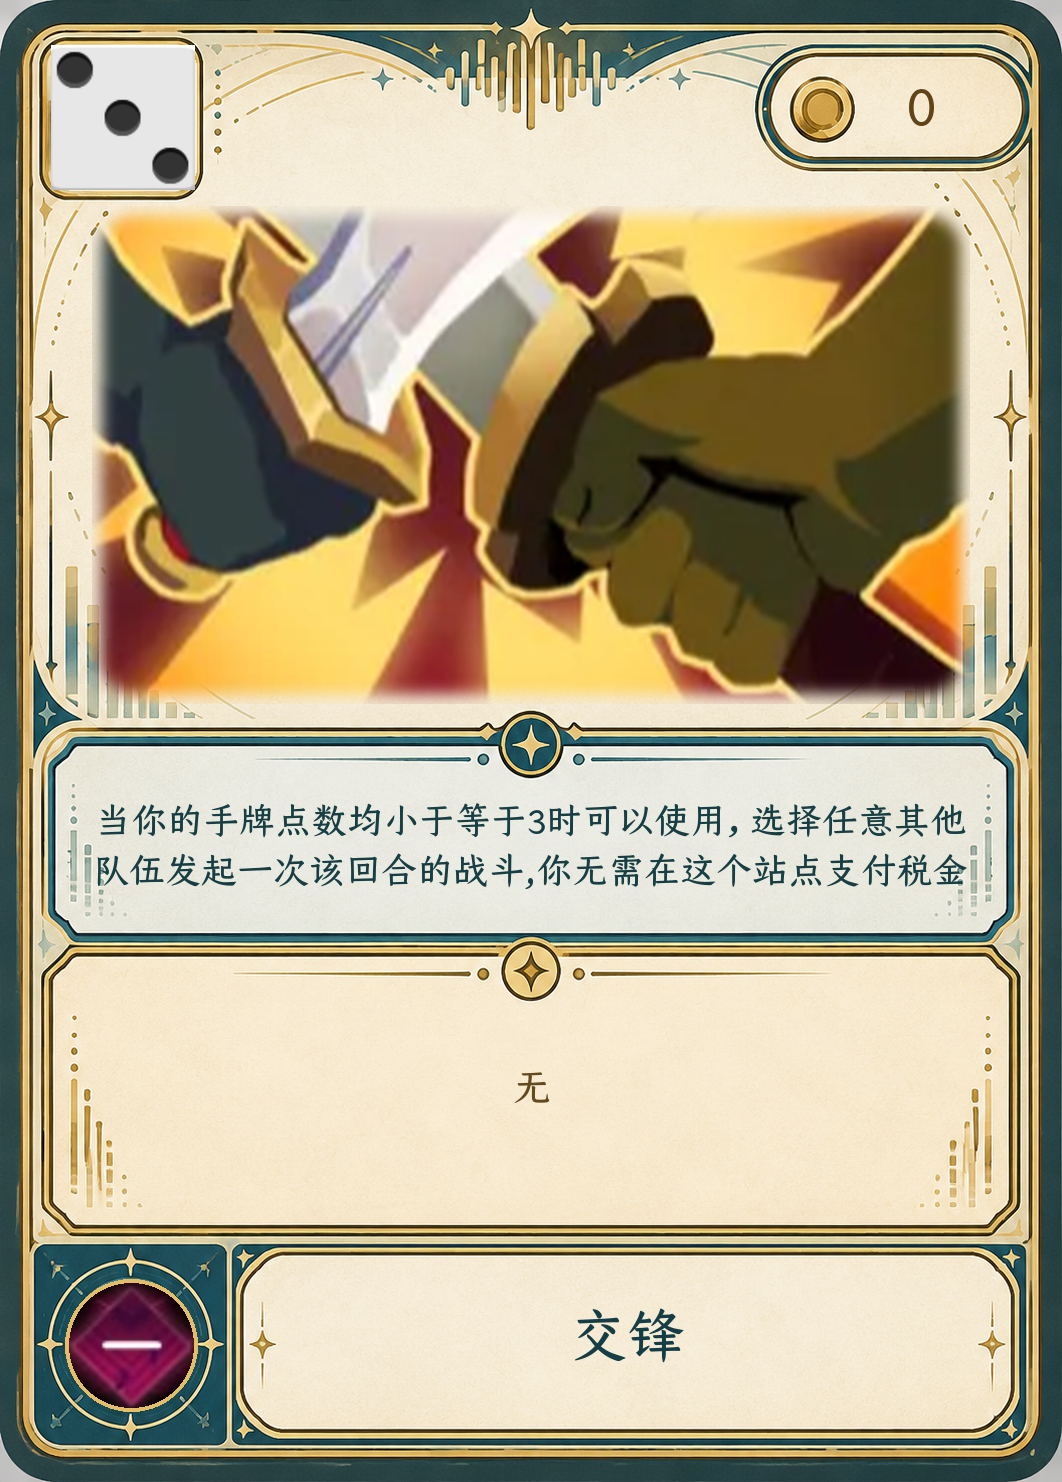 0
当你的手牌点数均小于等于3时可以使用，选择任意其他
队伍发起一次该回合的战斗,你无需在这个站点支付税金
无
交锋